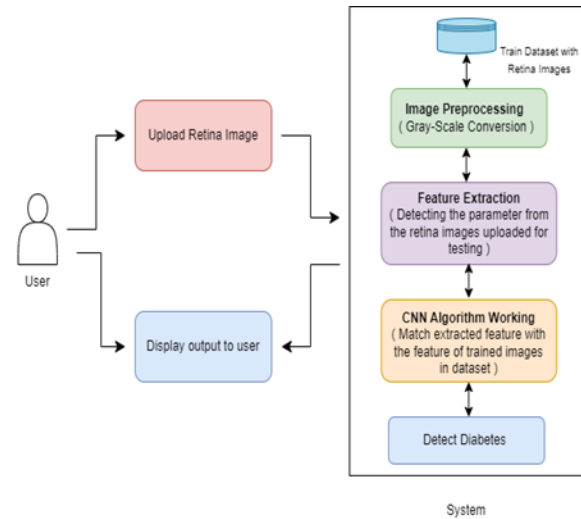 Train Dataset with
Retina Images
Image Preprocessing
( Gray-Scale Conversion )
Upload Retina Image
Feature Extraction
( Detecting the parameter from
the retina images uploaded for
testing )
User
CNN Algorithm Working
( Match extracted feature with
the feature of trained images
in dataset )
Display output to user
Detect Diabetes
System